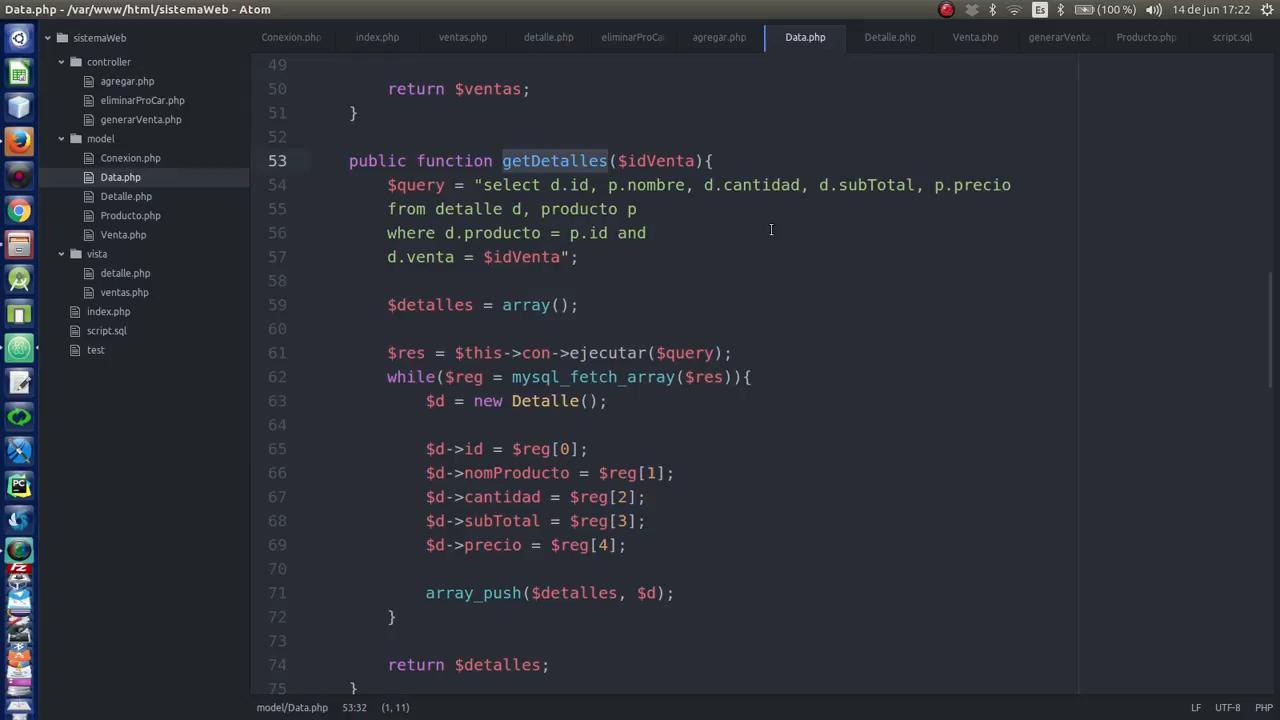 Data.php - /var/www/html/sistemaWeb - Atom
Es
(100 %)
14 de jun 17:22
sistemaWeb
controller
agregar.php
eliminarProCar.php
generarVenta.php
model
Conexion.php
Data.php
Detalle.php
Producto.php
Venta.php
vista
detalle.php
ventas.php
index.php
script.sql
test
Conexion.php
index.php
ventas.php
detalle.php
eliminarProCar
agregar.php
Data.php
Detalle.php
Venta.php
generarVenta
Producto.php
script.sql
49
50 return $ventas;
51 }
52
53 public function getDetalles($idVenta){
54 $query = "select d.id, p.nombre, d.cantidad, d.subTotal, p.precio
55 from detalle d, producto p
56 where d.producto = p.id and
57 d.venta = $idVenta";
58
59 $detalles = array();
60
61 $res = $this->con->ejecutar($query);
62 while($reg = mysql_fetch_array($res)){
63 $d = new Detalle();
64
65 $d->id = $reg[0];
66 $d->nomProducto = $reg[1];
67 $d->cantidad = $reg[2];
68 $d->subTotal = $reg[3];
69 $d->precio = $reg[4];
70
71 array_push($detalles, $d);
72 }
73
74 return $detalles;
75 }
model/Data.php 53:32 (1, 11)
LF UTF-8 PHP
PC
FZ